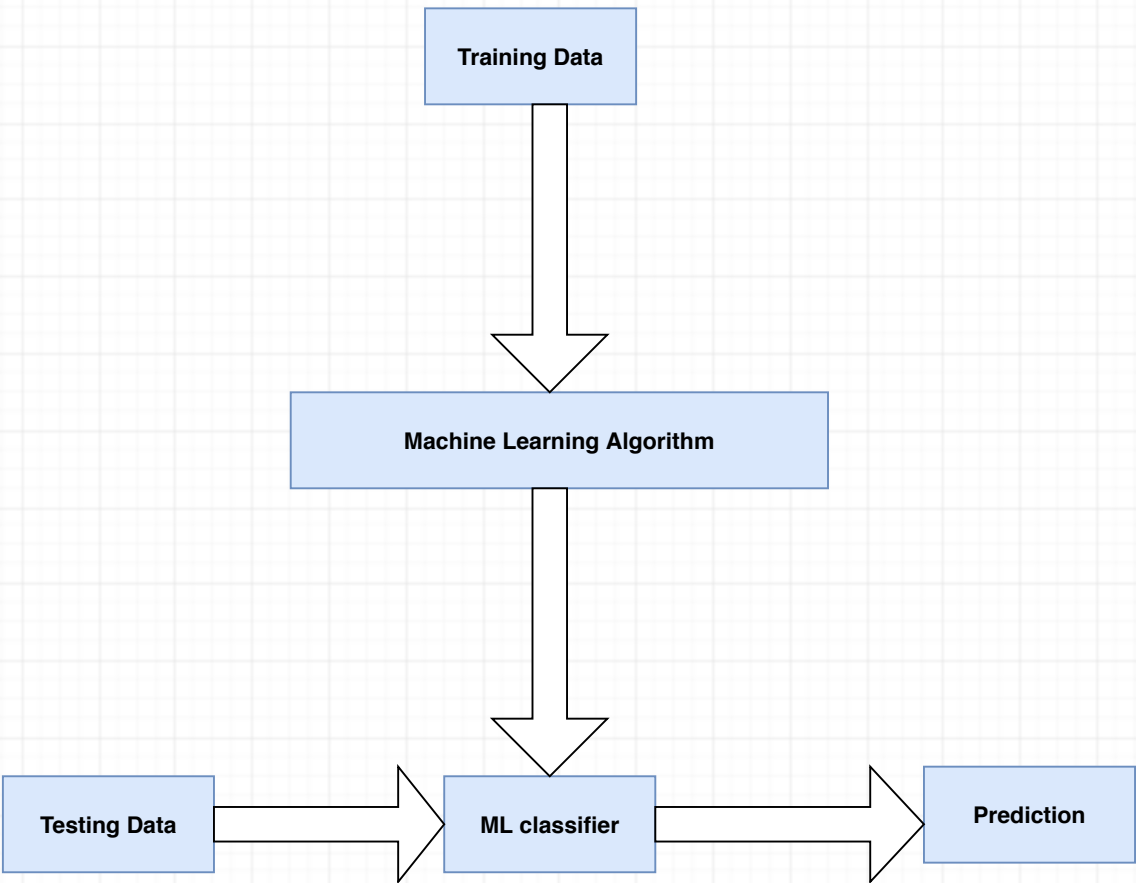 Training Data
Machine Learning Algorithm
Testing Data
ML classifier
Prediction